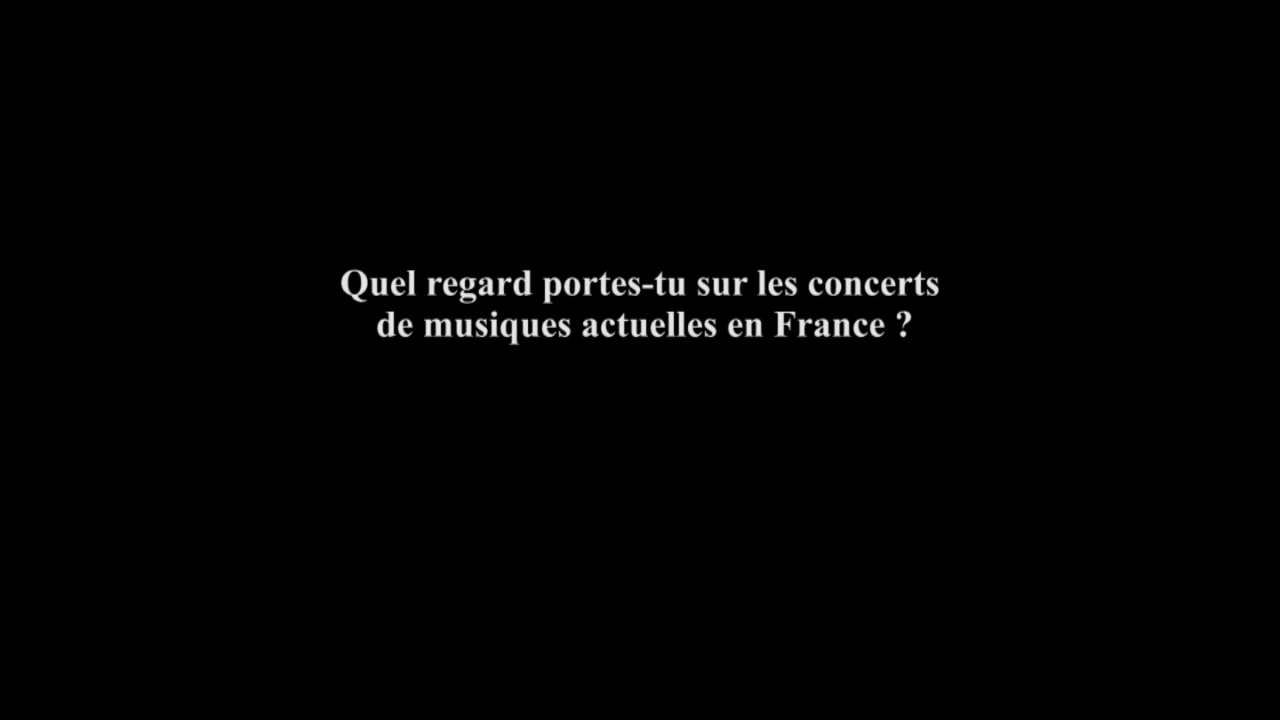 Quel regard portes-tu sur les concerts
de musiques actuelles en France ?